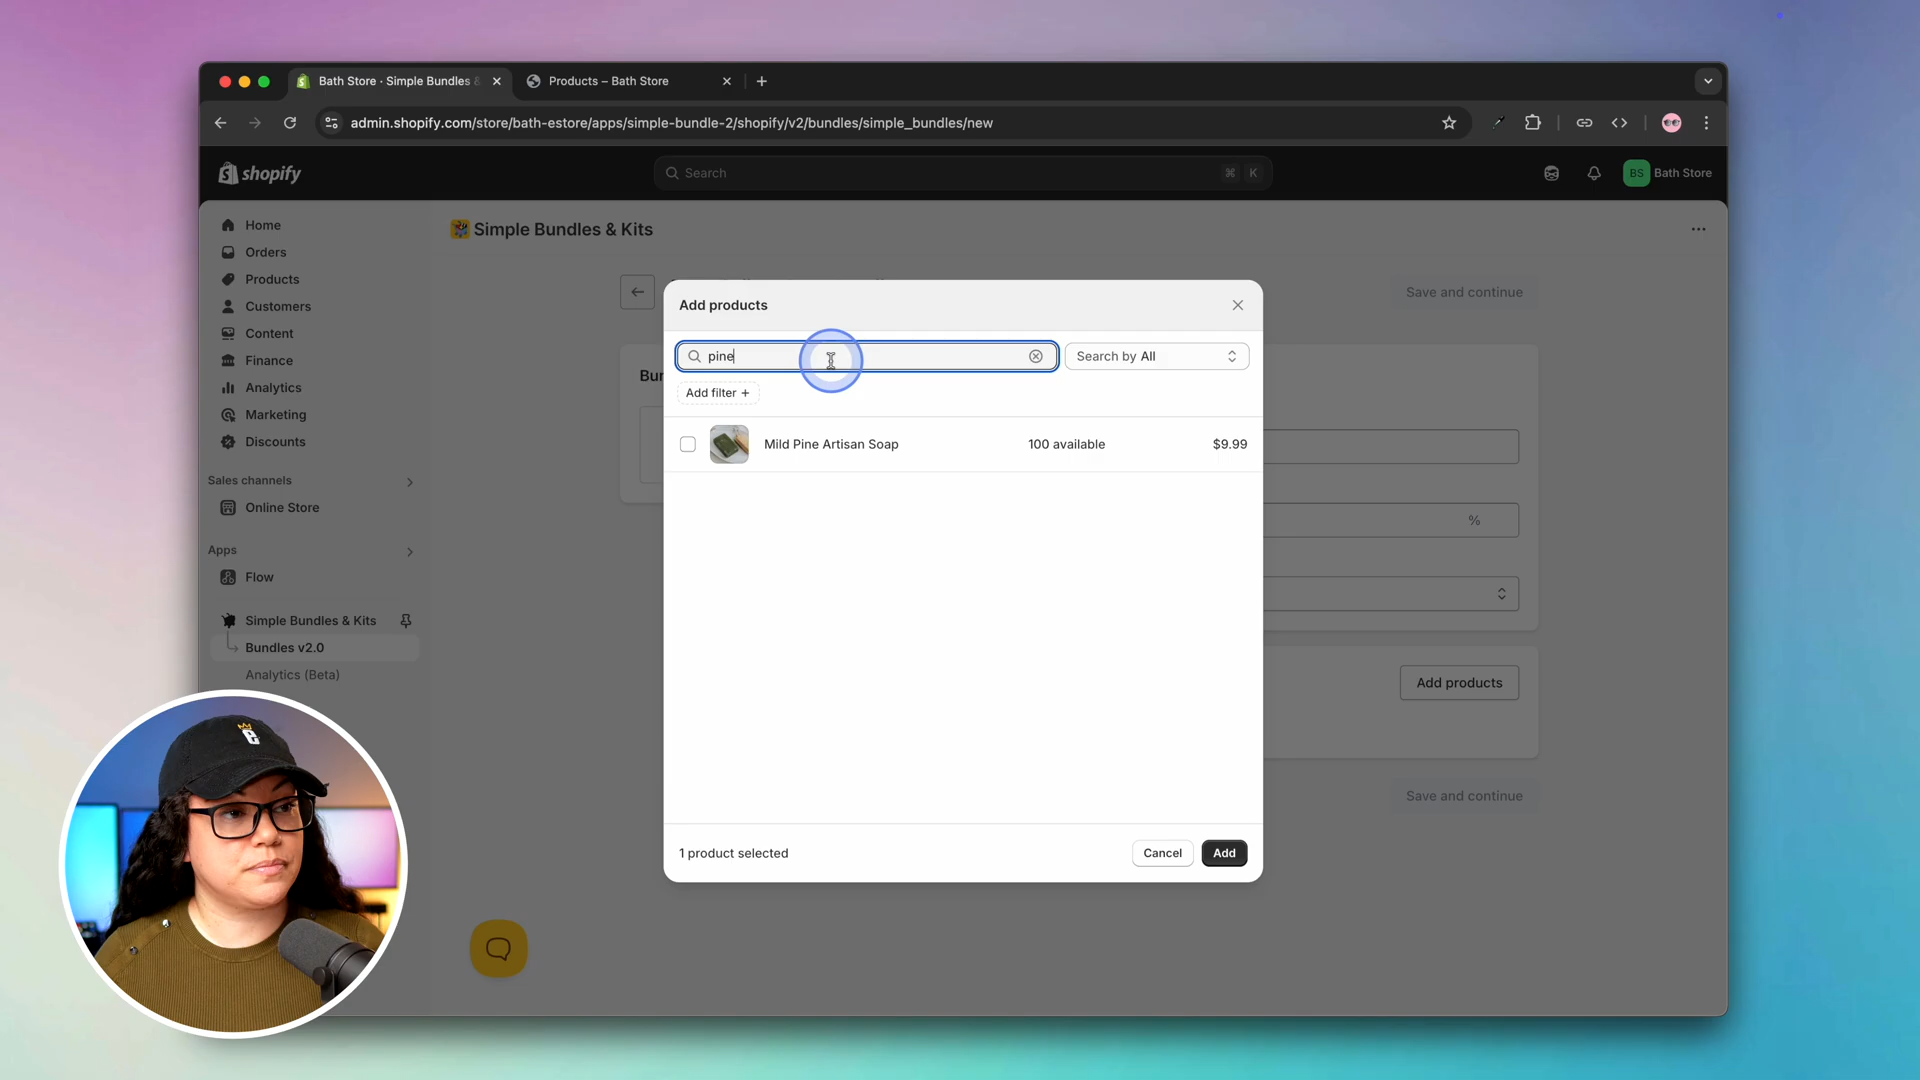 Bath Store · Simple Bundles &
Products – Bath Store
admin.shopify.com/store/bath-estore/apps/simple-bundle-2/shopify/v2/bundles/simple_bundles/new
shopify
Search
⌘ K
BS
Bath Store
Home
Orders
Products
Customers
Content
Finance
Analytics
Marketing
Discounts
Sales channels
Online Store
Apps
Flow
Simple Bundles & Kits
Bundles v2.0
Analytics (Beta)
Simple Bundles & Kits
Save and continue
Bun
%
Add products
Save and continue
Add products
pine
Search by All
Add filter +
Mild Pine Artisan Soap
100 available
$9.99
1 product selected
Cancel
Add